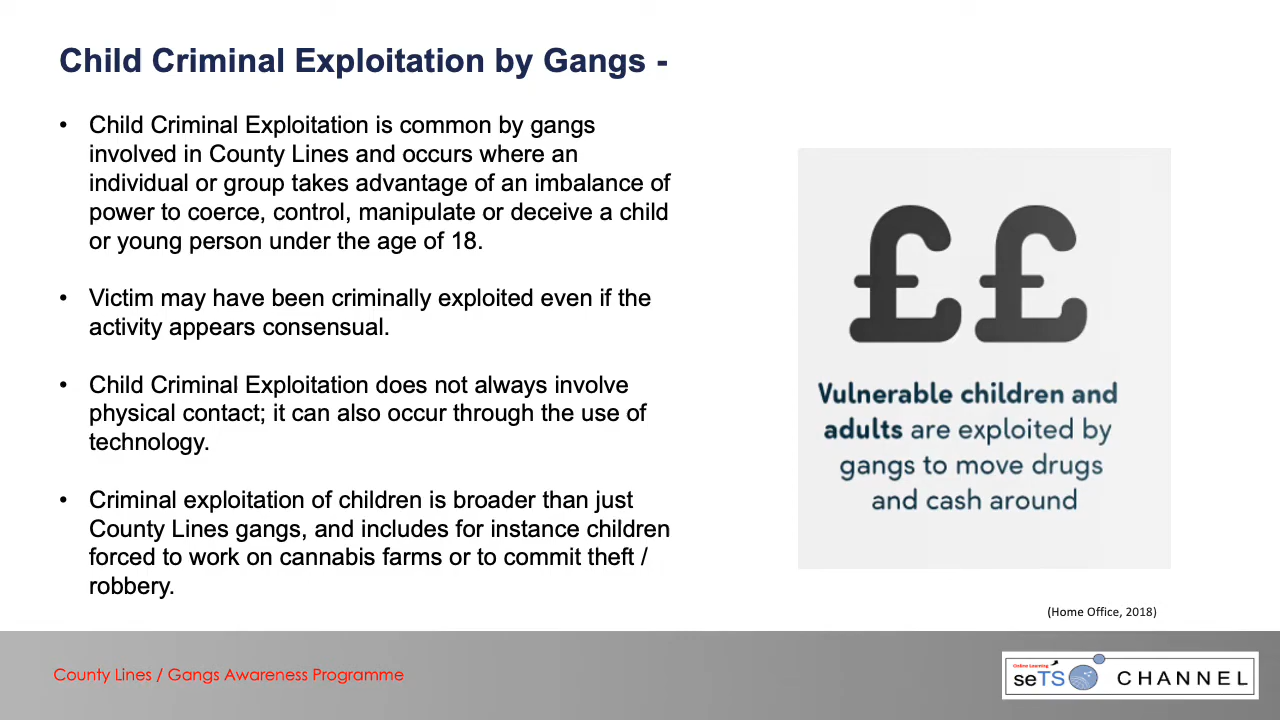 Child Criminal Exploitation by Gangs -
• Child Criminal Exploitation is common by gangs
involved in County Lines and occurs where an
individual or group takes advantage of an imbalance of
power to coerce, control, manipulate or deceive a child
or young person under the age of 18.
• Victim may have been criminally exploited even if the
activity appears consensual.
• Child Criminal Exploitation does not always involve
physical contact; it can also occur through the use of
technology.
• Criminal exploitation of children is broader than just
County Lines gangs, and includes for instance children
forced to work on cannabis farms or to commit theft /
robbery.
££
Vulnerable children and
adults are exploited by
gangs to move drugs
and cash around
(Home Office, 2018)
County Lines / Gangs Awareness Programme
Online Learning
seTS CHANNEL